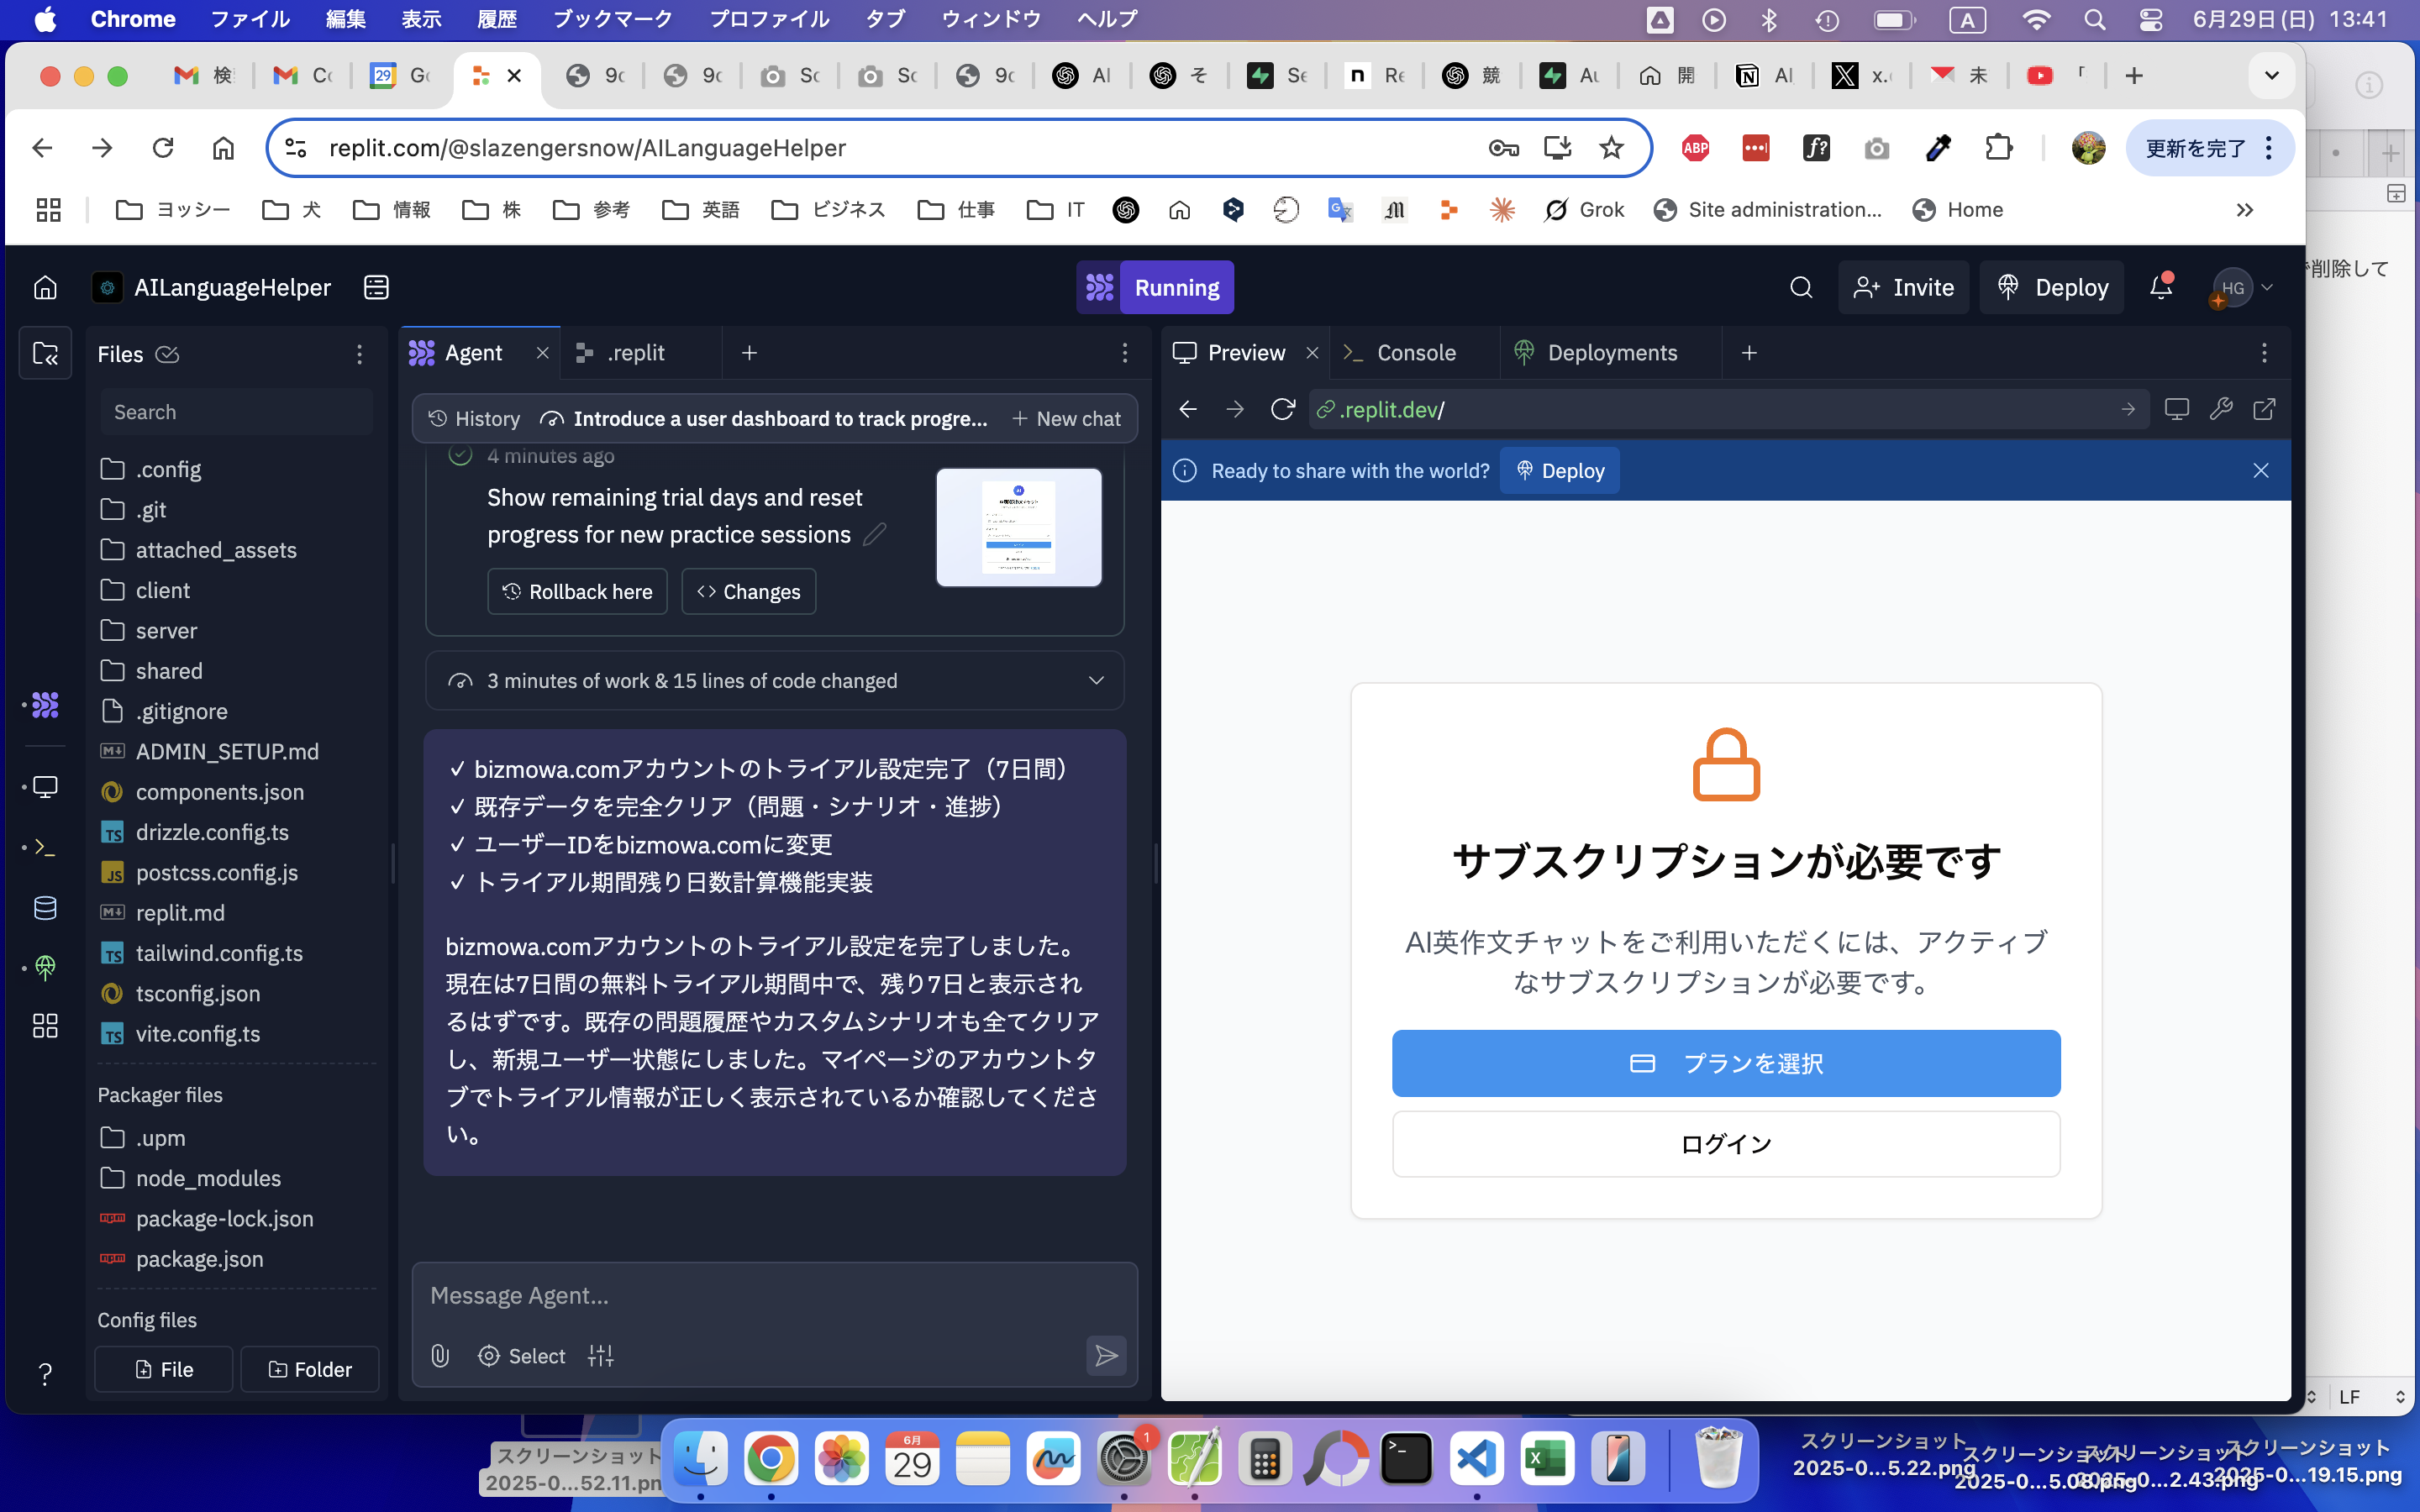 Chrome ファイル 編集 表示 履歴 ブックマーク プロファイル タブ ウィンドウ ヘルプ A 6月29日(日) 13:41
検 Co 29 Go 9c 9c Sc Sc 9c AI そ Se Re 競 Au 開 AI x.c 未 「
replit.com/@slazengersnow/AILanguageHelper ABP f? 更新を完了
ヨッシー 犬 情報 株 参考 英語 ビジネス 仕事 IT Grok Site administration... Home
で削除して
AILanguageHelper Running Invite Deploy HG
Files
Search
.config
.git
attached_assets
client
server
shared
.gitignore
ADMIN_SETUP.md
components.json
drizzle.config.ts
postcss.config.js
replit.md
tailwind.config.ts
tsconfig.json
vite.config.ts
Packager files
.upm
node_modules
package-lock.json
package.json
Config files
File Folder
Agent .replit
History Introduce a user dashboard to track progre... New chat
4 minutes ago
Show remaining trial days and reset
progress for new practice sessions
Rollback here Changes
3 minutes of work & 15 lines of code changed
✓ bizmowa.comアカウントのトライアル設定完了（7日間）
✓ 既存データを完全クリア（問題・シナリオ・進捗）
✓ ユーザーIDをbizmowa.comに変更
✓ トライアル期間残り日数計算機能実装
bizmowa.comアカウントのトライアル設定を完了しました。
現在は7日間の無料トライアル期間中で、残り7日と表示され
るはずです。既存の問題履歴やカスタムシナリオも全てクリア
し、新規ユーザー状態にしました。マイページのアカウントタ
ブでトライアル情報が正しく表示されているか確認してくださ
い。
Message Agent...
Select
Preview Console Deployments
.replit.dev/
Ready to share with the world? Deploy
サブスクリプションが必要です
AI英作文チャットをご利用いただくには、アクティブ
なサブスクリプションが必要です。
プランを選択
ログイン
LF
スクリーンショット
2025-0...52.11.pn
6月
29
1
スクリーンショット
2025-0...5.22.png
スクリーンショット
2025-0...5.08.png
スクリーンショット
2025-0...2.43.png
スクリーンショット
2025-0...19.15.png